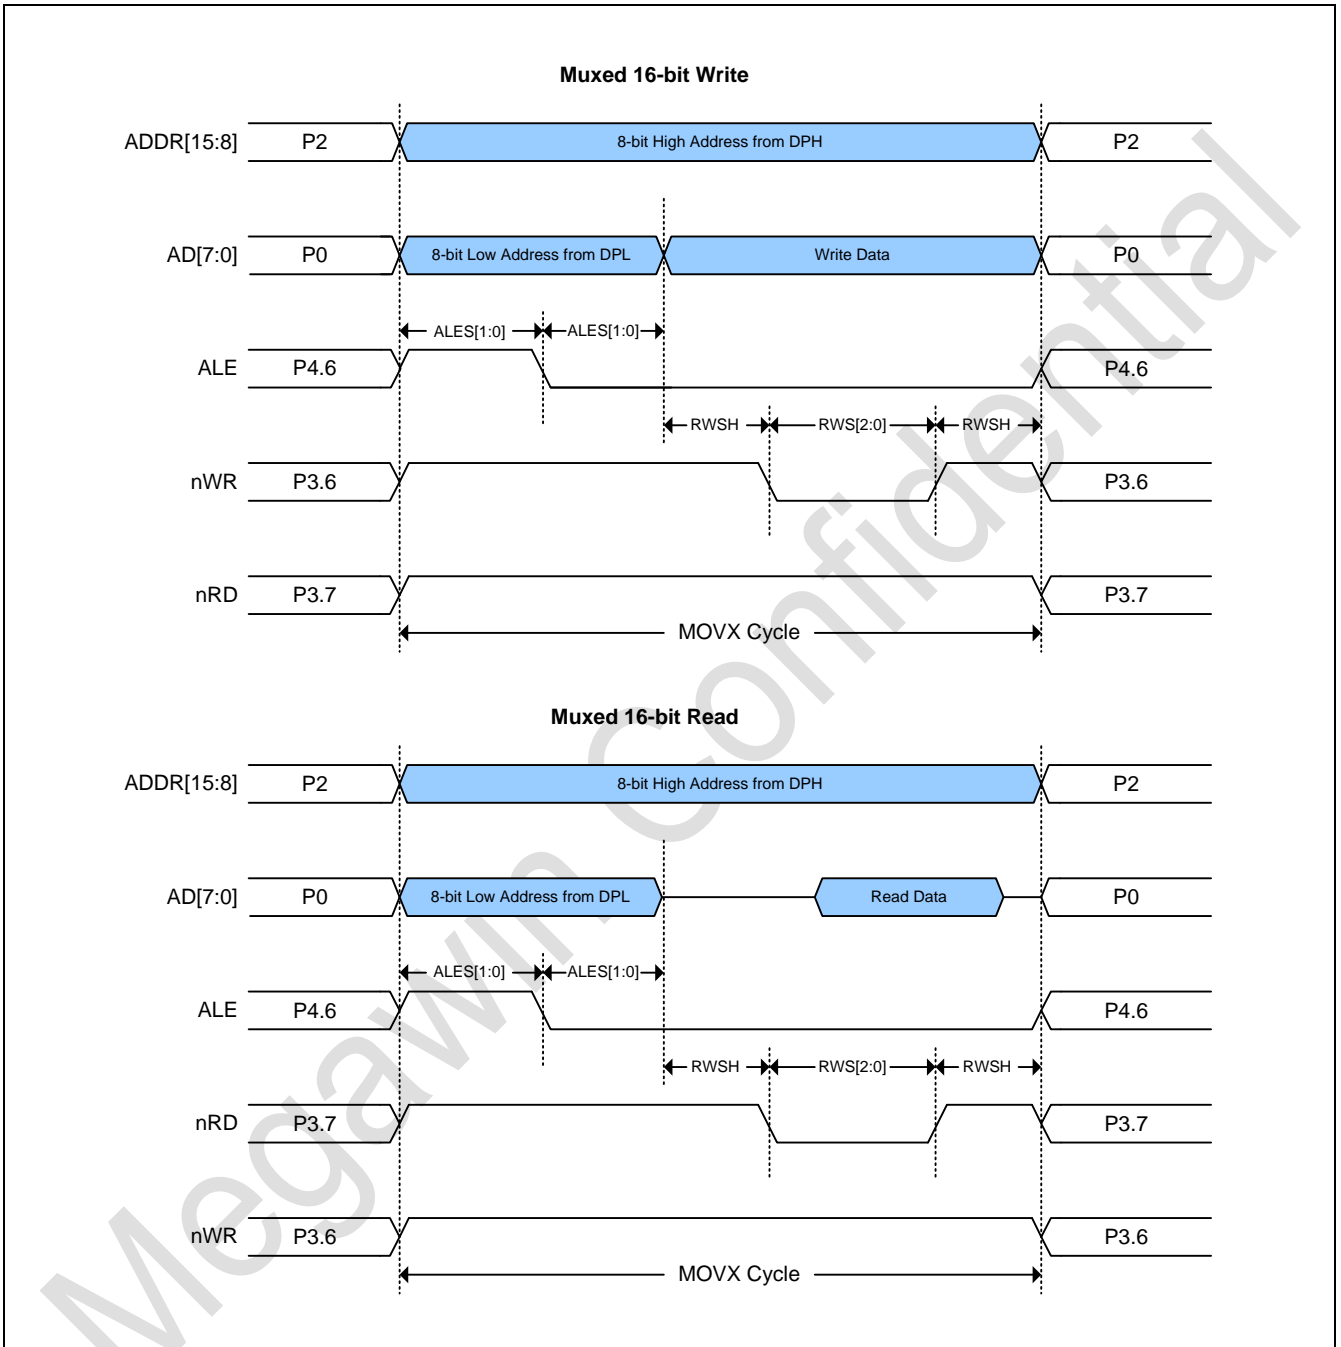 Muxed 16-bit Write
ADDR[15:8] P2 8-bit High Address from DPH P2
AD[7:0] P0 8-bit Low Address from DPL Write Data P0
ALES[1:0] ALES[1:0]
ALE P4.6 P4.6
RWSH RWS[2:0] RWSH
nWR P3.6 P3.6
nRD P3.7 P3.7
MOVX Cycle
Muxed 16-bit Read
ADDR[15:8] P2 8-bit High Address from DPH P2
AD[7:0] P0 8-bit Low Address from DPL Read Data P0
ALES[1:0] ALES[1:0]
ALE P4.6 P4.6
RWSH RWS[2:0] RWSH
nRD P3.7 P3.7
nWR P3.6 P3.6
MOVX Cycle
Megawin Confidential